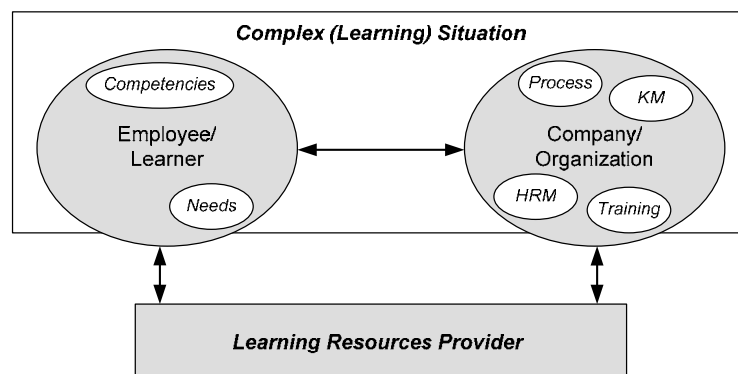 Complex (Learning) Situation
Competencies
Employee/
Learner
Needs
Process
KM
Company/
Organization
HRM
Training
Learning Resources Provider